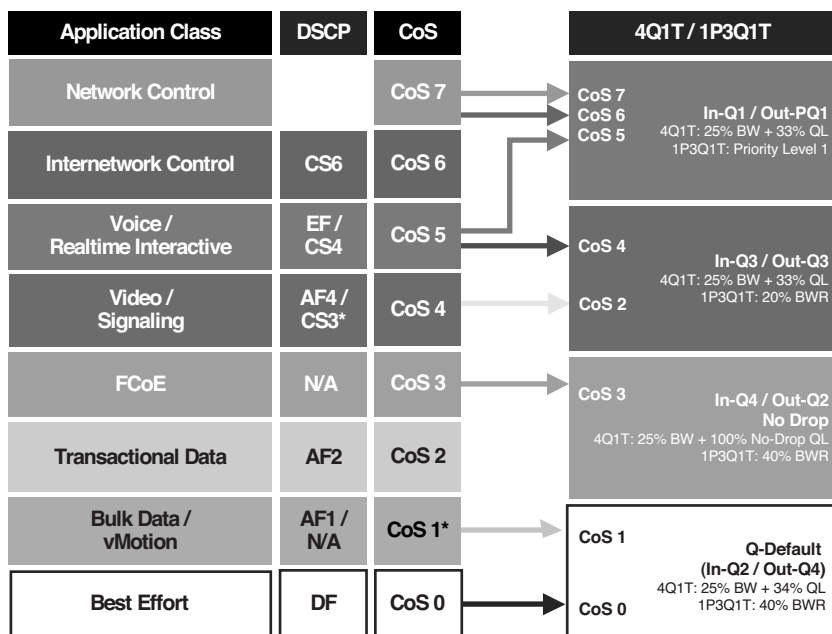 Application Class
DSCP
CoS
4Q1T / 1P3Q1T
Network Control
CoS 7
Internetwork Control
CS6
CoS 6
Voice /
Realtime Interactive
EF /
CS4
CoS 5
Video /
Signaling
AF4 /
CS3*
CoS 4
FCoE
N/A
CoS 3
Transactional Data
AF2
CoS 2
Bulk Data /
vMotion
AF1 /
N/A
CoS 1*
Best Effort
DF
CoS 0
CoS 7
CoS 6
CoS 5
In-Q1 / Out-PQ1
4Q1T: 25% BW + 33% QL
1P3Q1T: Priority Level 1
CoS 4
CoS 2
In-Q3 / Out-Q3
4Q1T: 25% BW + 33% QL
1P3Q1T: 20% BWR
CoS 3
In-Q4 / Out-Q2
No Drop
4Q1T: 25% BW + 100% No-Drop QL
1P3Q1T: 40% BWR
CoS 1
CoS 0
Q-Default
(In-Q2 / Out-Q4)
4Q1T: 25% BW + 34% QL
1P3Q1T: 40% BWR